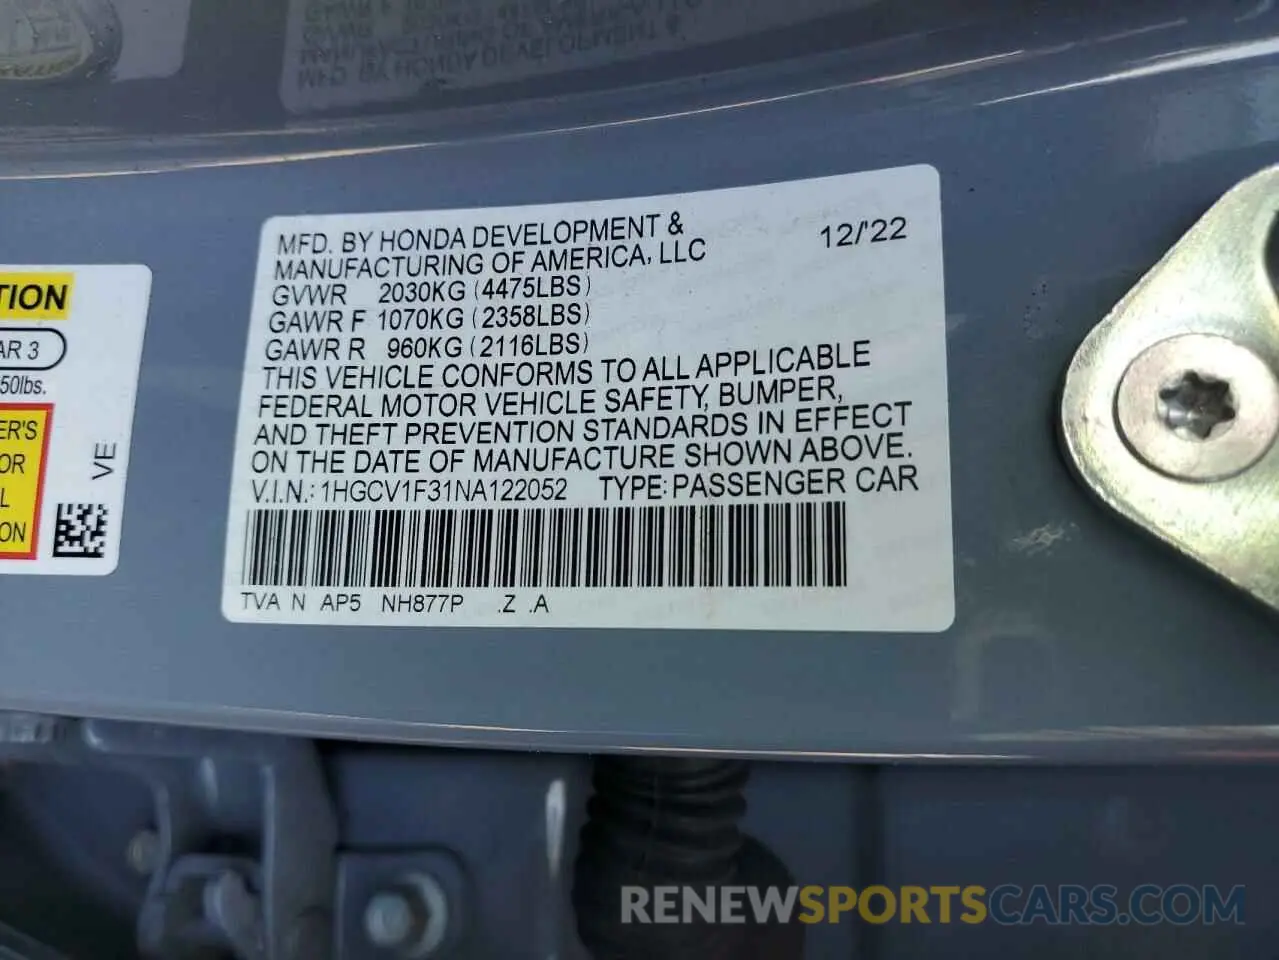 MFD. BY HONDA DEVELOPMENT &
MANUFACTURING OF AMERICA, LLC
12/'22
GVWR 2030KG (4475LBS)
GAWR F 1070KG (2358LBS)
GAWR R 960KG (2116LBS)
THIS VEHICLE CONFORMS TO ALL APPLICABLE
FEDERAL MOTOR VEHICLE SAFETY, BUMPER,
AND THEFT PREVENTION STANDARDS IN EFFECT
ON THE DATE OF MANUFACTURE SHOWN ABOVE.
V.I.N.: 1HGCV1F31NA122052 TYPE: PASSENGER CAR
TVA N AP5 NH877P .Z .A
TION
AR 3
50lbs.
ER'S
OR
L
ON
VE
RENEWSPORTSCARS.COM